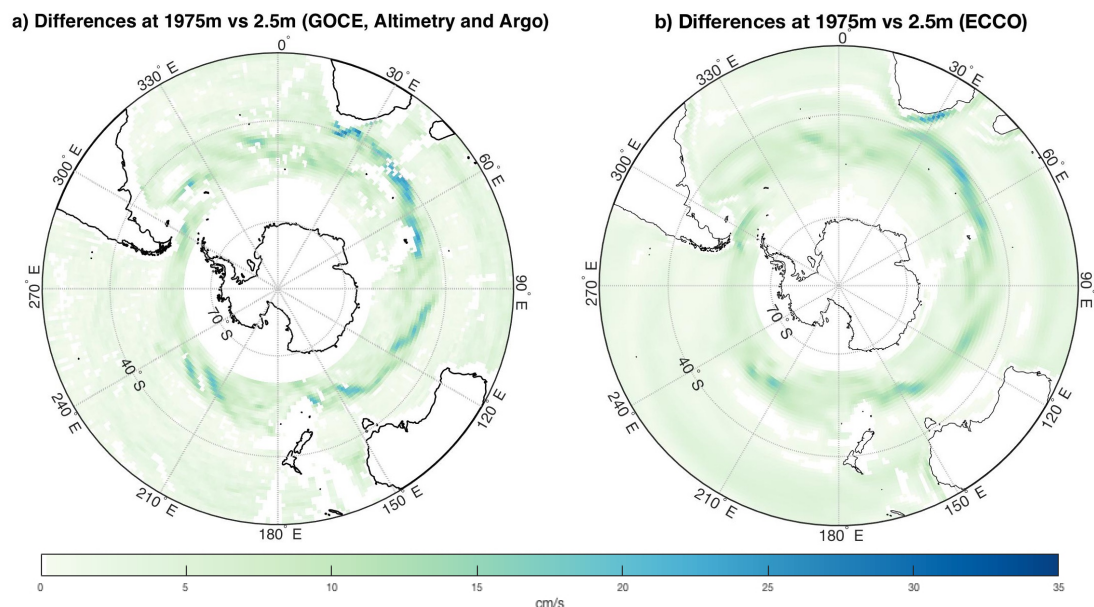 a) Differences at 1975m vs 2.5m (GOCE, Altimetry and Argo)
0° 
30° E
60° E
90° E
120° E
150° E
180° E
210° E
240° E
270° E
300° E
330° E
70° S
40° S
b) Differences at 1975m vs 2.5m (ECCO)
0°
30° E
60° E
90° E
120° E
150° E
180° E
210° E
240° E
270° E
300° E
330° E
70° S
40° S
0 5 10 15 20 25 30 35
cm/s